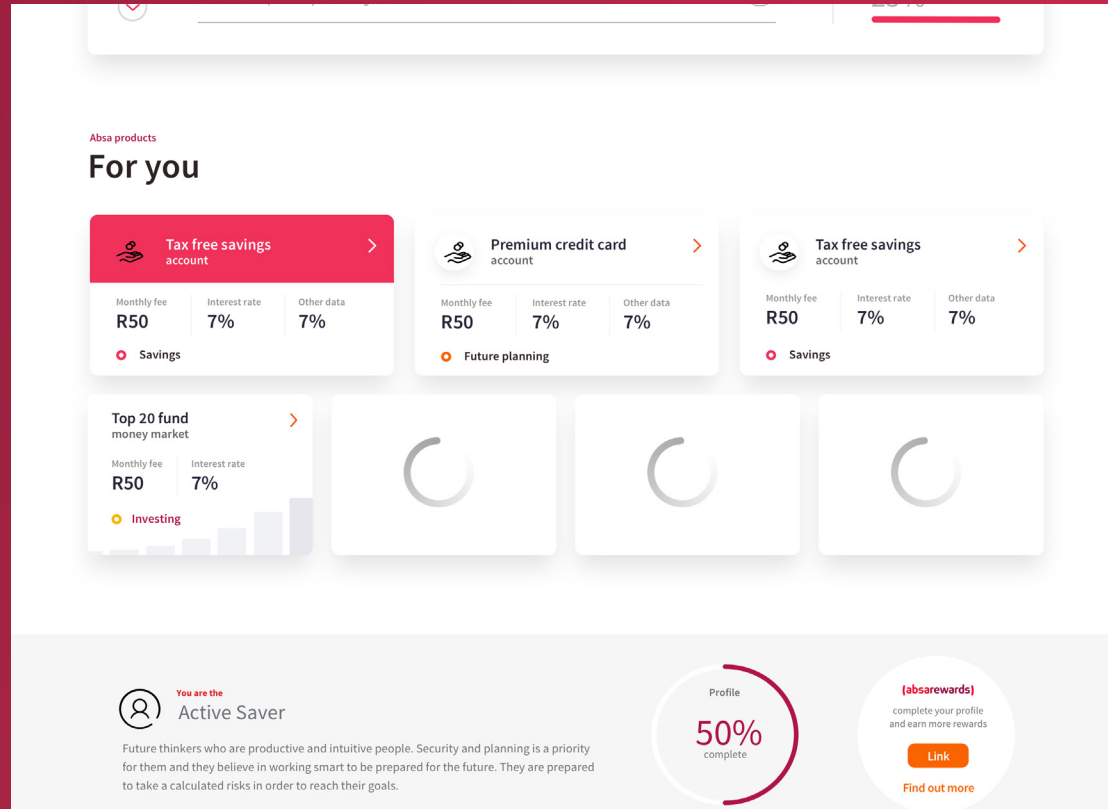 Absa products
For you
Tax free savings
account
Monthly fee Interest rate Other data
R50 7% 7%
Savings
Premium credit card
account
Monthly fee Interest rate Other data
R50 7% 7%
Future planning
Tax free savings
account
Monthly fee Interest rate Other data
R50 7% 7%
Savings
Top 20 fund
money market
Monthly fee Interest rate
R50 7%
Investing
You are the
Active Saver
Future thinkers who are productive and intuitive people. Security and planning is a priority
for them and they believe in working smart to be prepared for the future. They are prepared
to take a calculated risks in order to reach their goals.
Profile
50%
complete
(absarewards)
complete your profile
and earn more rewards
Link
Find out more